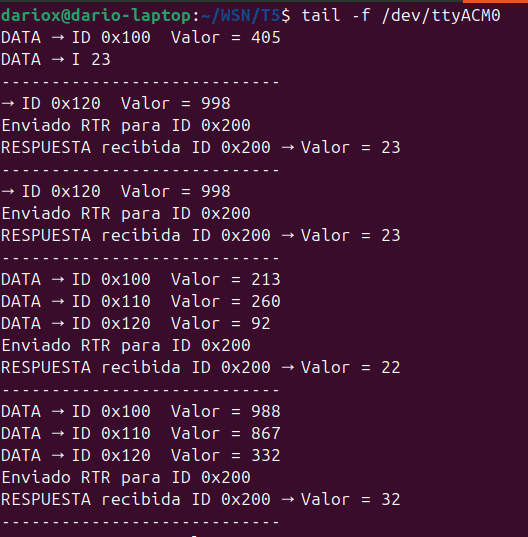 dariox@dario-laptop:~/WSN/T5$ tail -f /dev/ttyACM0
DATA → ID 0x100  Valor = 405
DATA → I 23
-----------------------------
→ ID 0x120  Valor = 998
Enviado RTR para ID 0x200
RESPUESTA recibida ID 0x200 → Valor = 23
-----------------------------
→ ID 0x120  Valor = 998
Enviado RTR para ID 0x200
RESPUESTA recibida ID 0x200 → Valor = 23
-----------------------------
DATA → ID 0x100  Valor = 213
DATA → ID 0x110  Valor = 260
DATA → ID 0x120  Valor = 92
Enviado RTR para ID 0x200
RESPUESTA recibida ID 0x200 → Valor = 22
-----------------------------
DATA → ID 0x100  Valor = 988
DATA → ID 0x110  Valor = 867
DATA → ID 0x120  Valor = 332
Enviado RTR para ID 0x200
RESPUESTA recibida ID 0x200 → Valor = 32
-----------------------------